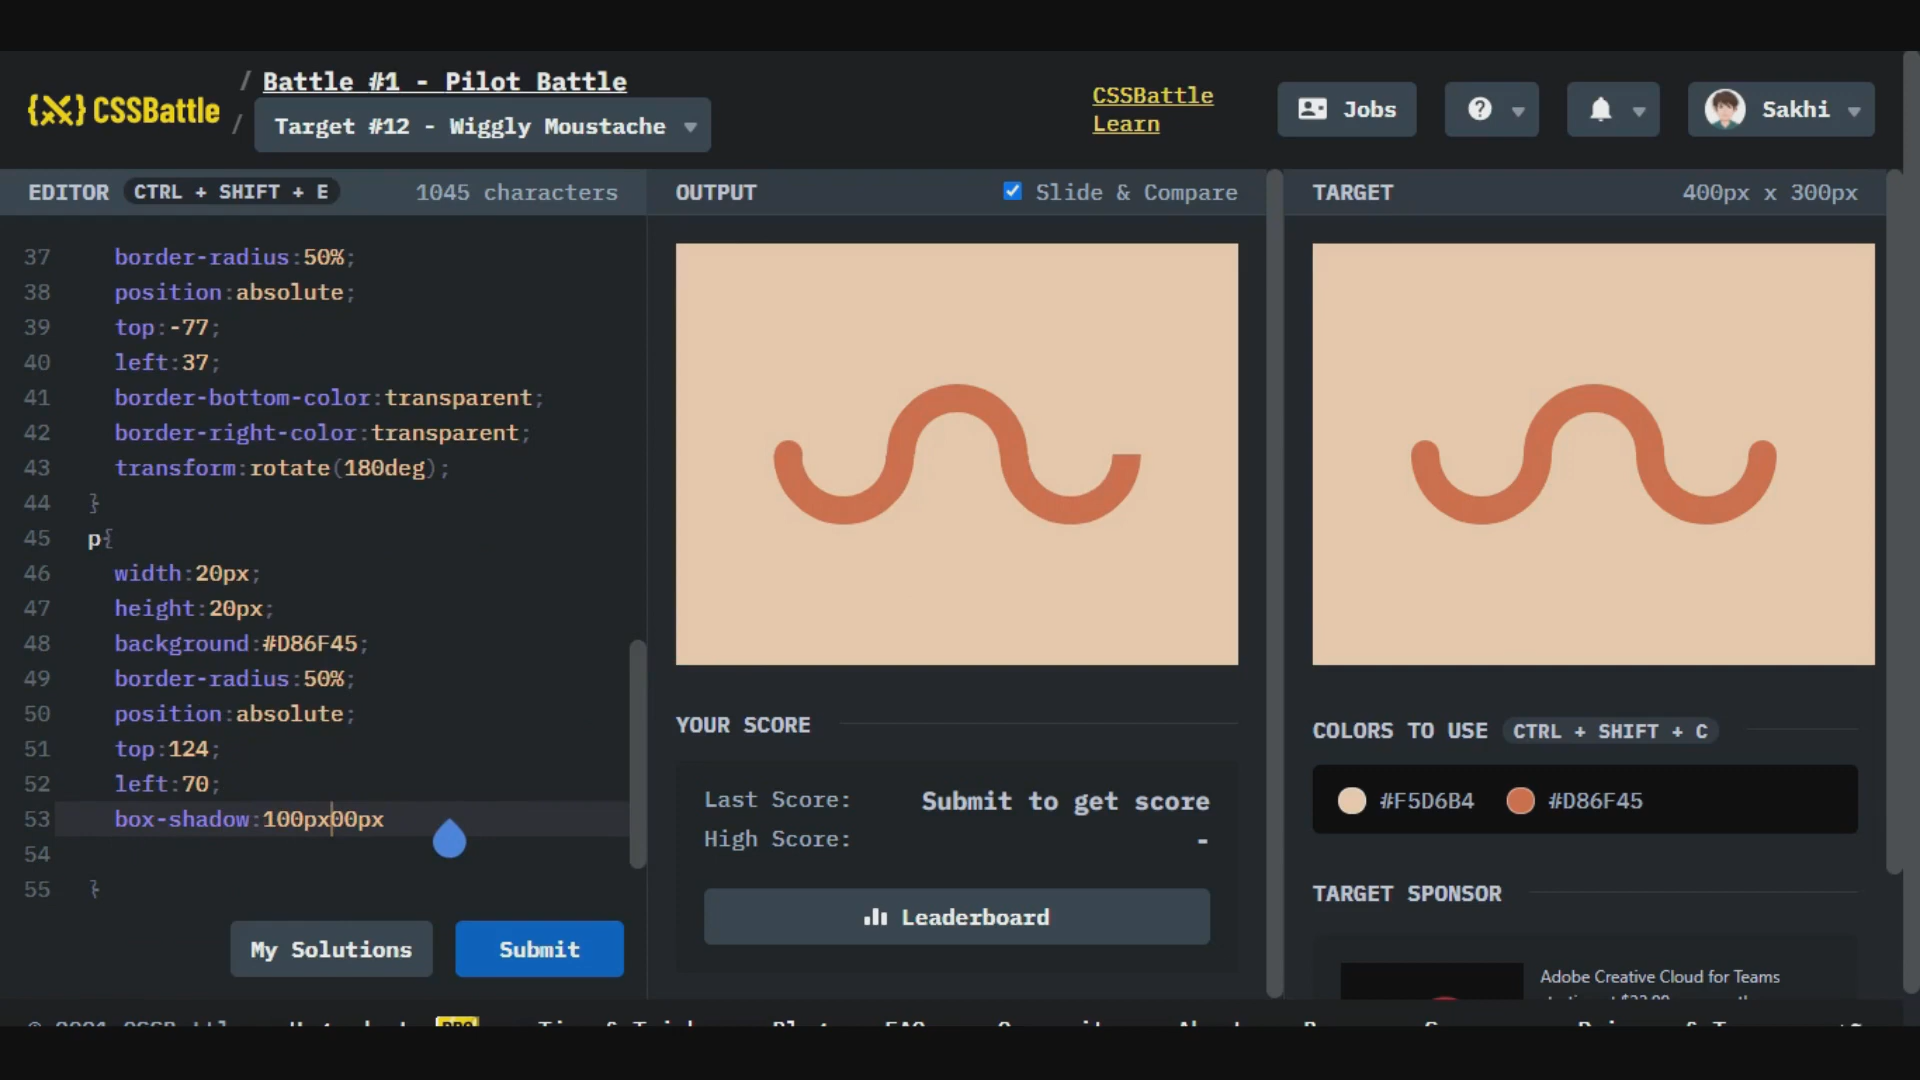 {X} CSSBattle
/ Battle #1 - Pilot Battle
/ Target #12 - Wiggly Moustache
CSSBattle
Learn
Jobs
Sakhi
EDITOR CTRL + SHIFT + E 1045 characters
37 border-radius:50%;
38 position:absolute;
39 top:-77;
40 left:37;
41 border-bottom-color:transparent;
42 border-right-color:transparent;
43 transform:rotate(180deg);
44 }
45 p{
46 width:20px;
47 height:20px;
48 background:#D86F45;
49 border-radius:50%;
50 position:absolute;
51 top:124;
52 left:70;
53 box-shadow:100px00px
54
55 }
My Solutions
Submit
OUTPUT
Slide & Compare
YOUR SCORE
Last Score: Submit to get score
High Score: -
Leaderboard
TARGET 400px x 300px
COLORS TO USE CTRL + SHIFT + C
#F5D6B4 #D86F45
TARGET SPONSOR
Adobe Creative Cloud for Teams